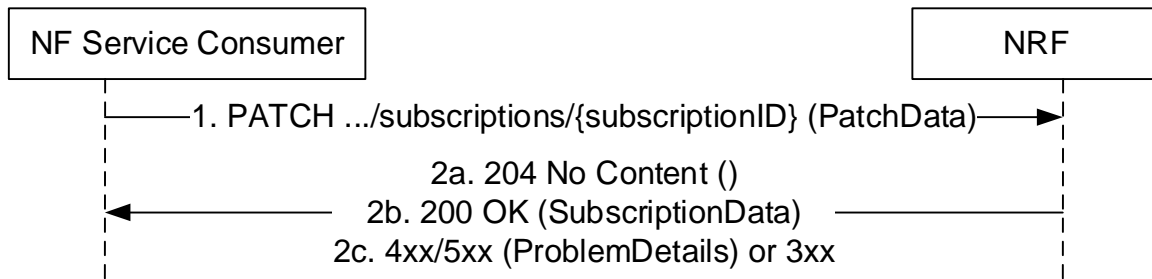 NF Service Consumer
NRF
1. PATCH .../subscriptions/{subscriptionID} (PatchData)
2a. 204 No Content ()
2b. 200 OK (SubscriptionData)
2c. 4xx/5xx (ProblemDetails) or 3xx